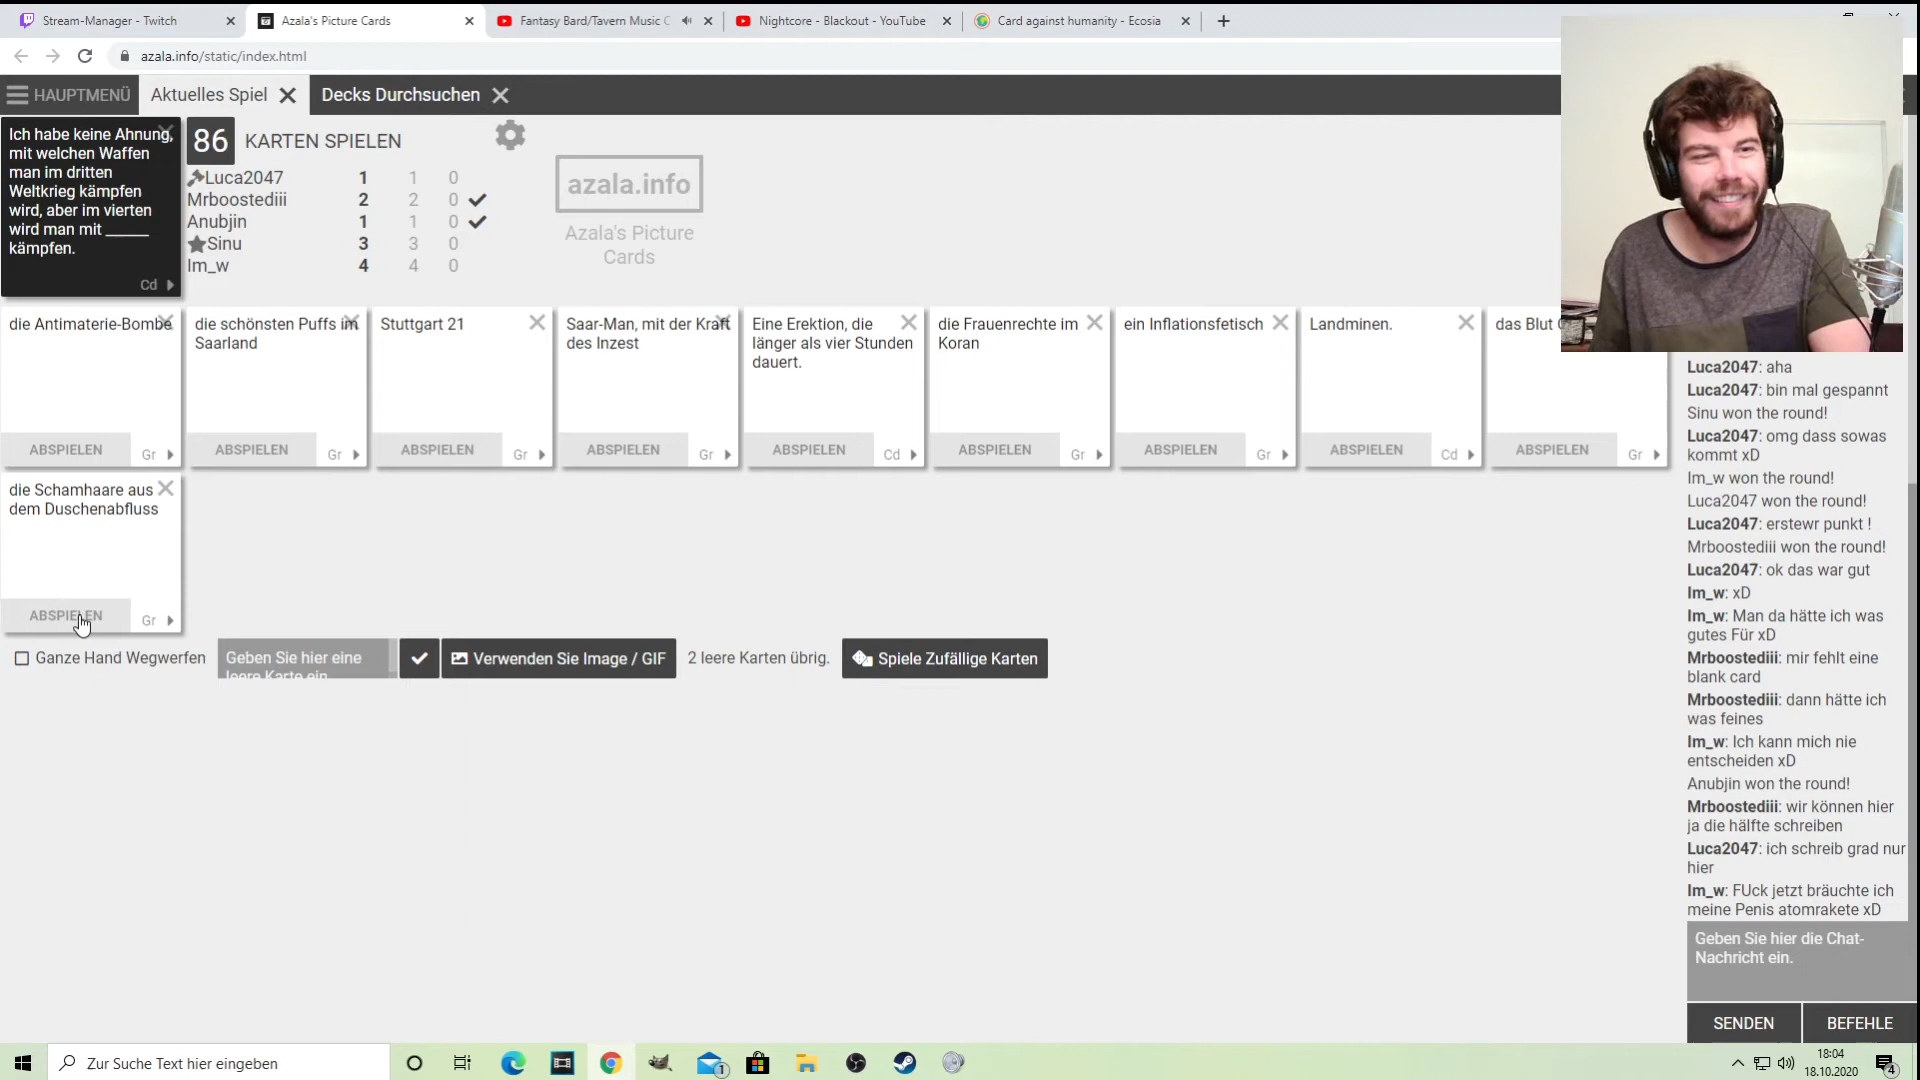 Stream-Manager - Twitch
Azala's Picture Cards
Fantasy Bard/Tavern Music C
Nightcore - Blackout - YouTube
Card against humanity - Ecosia
azala.info/static/index.html
HAUPTMENÜ
Aktuelles Spiel
Decks Durchsuchen
Ich habe keine Ahnung,
mit welchen Waffen
man im dritten
Weltkrieg kämpfen
wird, aber im vierten
wird man mit ______
kämpfen.
Cd
86 KARTEN SPIELEN
Luca2047 1 1 0
Mrboostediii 2 2 0
Anubjin 1 1 0
Sinu 3 3 0
Im_w 4 4 0
azala.info
Azala's Picture
Cards
die Antimaterie-Bombe
ABSPIELEN
Gr
die schönsten Puffs im
Saarland
ABSPIELEN
Gr
Stuttgart 21
ABSPIELEN
Gr
Saar-Man, mit der Kraft
des Inzest
ABSPIELEN
Gr
Eine Erektion, die
länger als vier Stunden
dauert.
ABSPIELEN
Cd
die Frauenrechte im
Koran
ABSPIELEN
Gr
ein Inflationsfetisch
ABSPIELEN
Gr
Landminen.
ABSPIELEN
Cd
das Blut
ABSPIELEN
Gr
die Schamhaare aus
dem Duschenabfluss
ABSPIELEN
Gr
Ganze Hand Wegwerfen
Geben Sie hier eine
leere Karte ein
Verwenden Sie Image / GIF
2 leere Karten übrig.
Spiele Zufällige Karten
Luca2047: aha
Luca2047: bin mal gespannt
Sinu won the round!
Luca2047: omg dass sowas
kommt xD
Im_w won the round!
Luca2047 won the round!
Luca2047: erstewr punkt !
Mrboostediii won the round!
Luca2047: ok das war gut
Im_w: xD
Im_w: Man da hätte ich was
gutes Für xD
Mrboostediii: mir fehlt eine
blank card
Mrboostediii: dann hätte ich
was feines
Im_w: Ich kann mich nie
entscheiden xD
Anubjin won the round!
Mrboostediii: wir können hier
ja die hälfte schreiben
Luca2047: ich schreib grad nur
hier
Im_w: FUck jetzt bräuchte ich
meine Penis atomrakete xD
Geben Sie hier die Chat-
Nachricht ein.
SENDEN
BEFEHLE
Zur Suche Text hier eingeben
1
18:04
18.10.2020
4